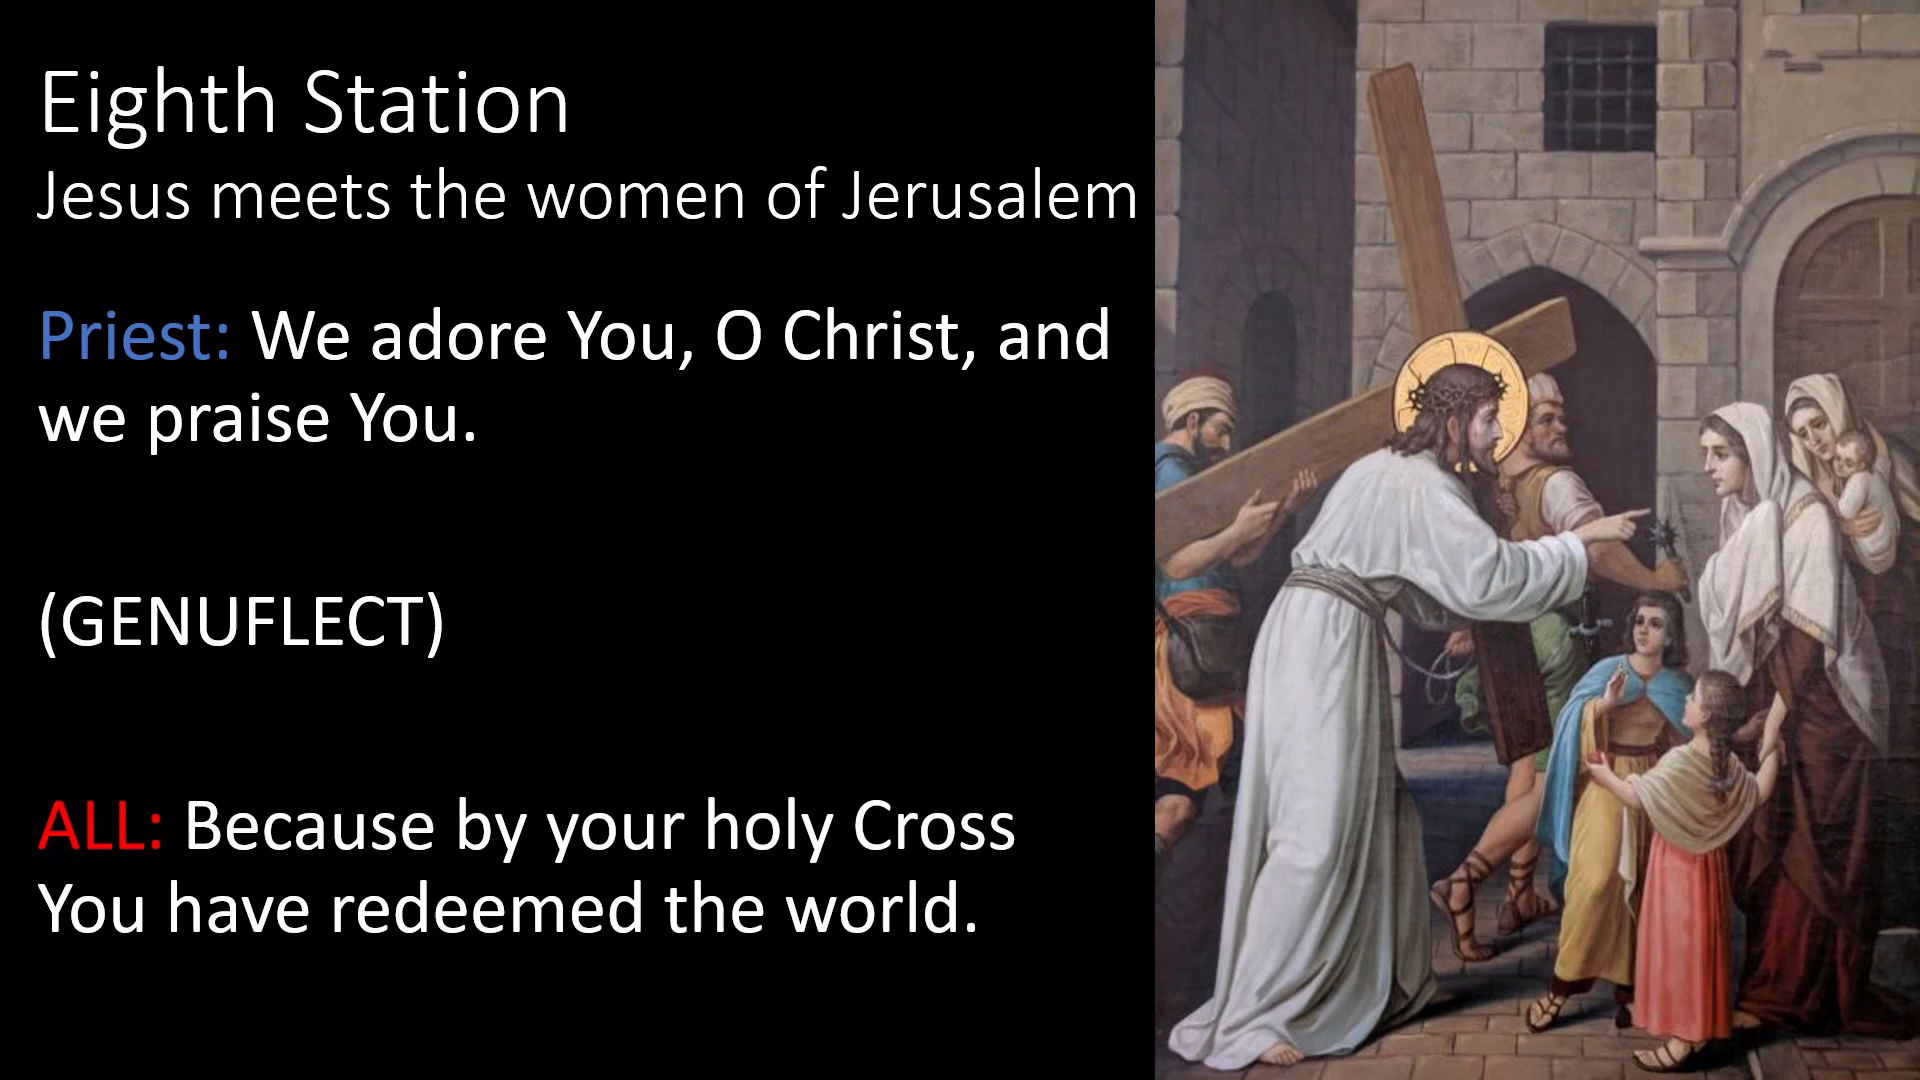 Eighth Station
Jesus meets the women of Jerusalem
Priest: We adore You, O Christ, and
we praise You.
(GENUFLECT)
ALL: Because by your holy Cross
You have redeemed the world.